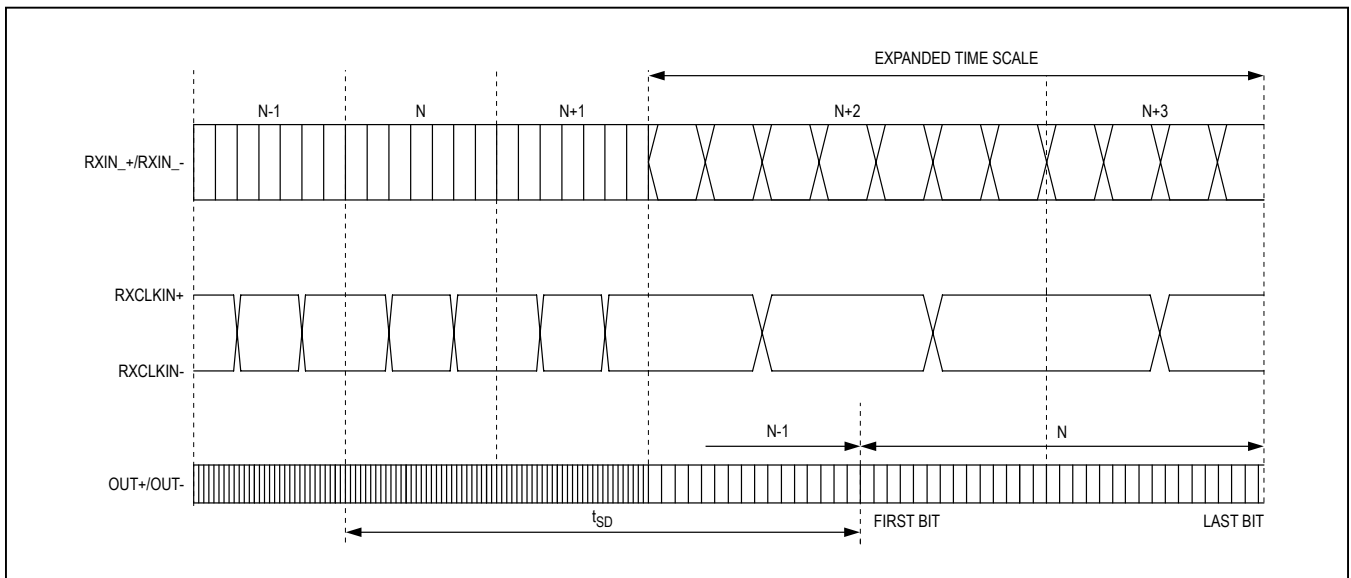 EXPANDED TIME SCALE
N-1
N
N+1
N+2
N+3
RXIN_+/RXIN_-
RXCLKIN+
RXCLKIN-
N-1
N
OUT+/OUT-
tSD
FIRST BIT
LAST BIT